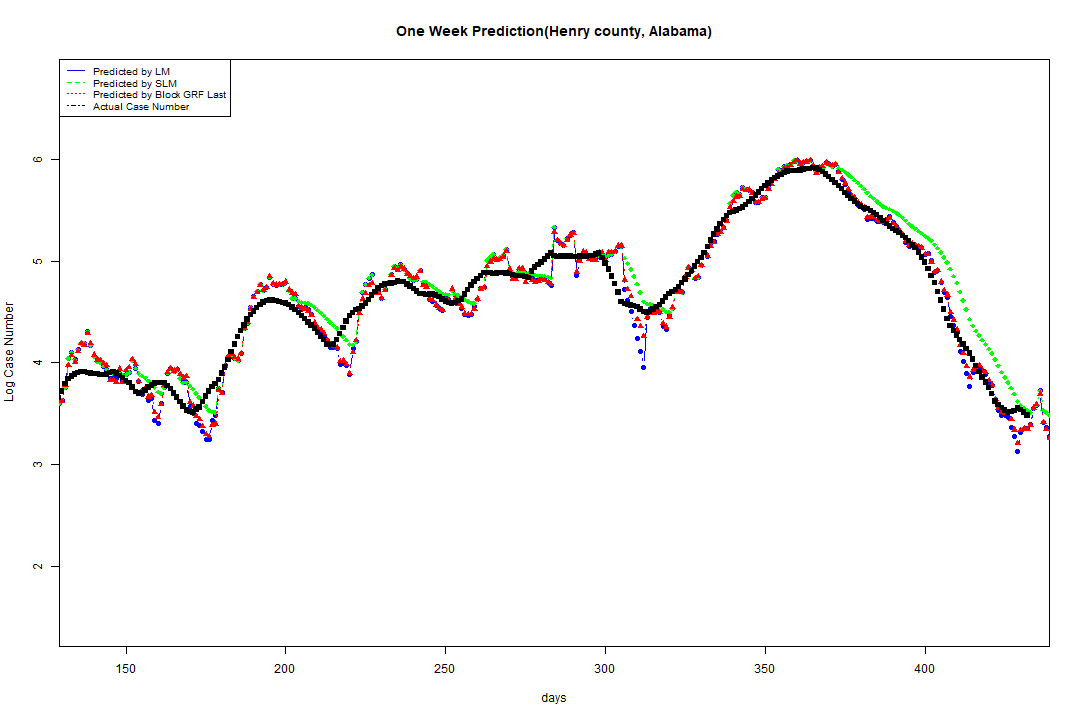 One Week Prediction(Henry county, Alabama)
Predicted by LM
Predicted by SLM
Predicted by Block GRF Last
Actual Case Number
Log Case Number
6
5
4
3
2
150 200 250 300 350 400
days